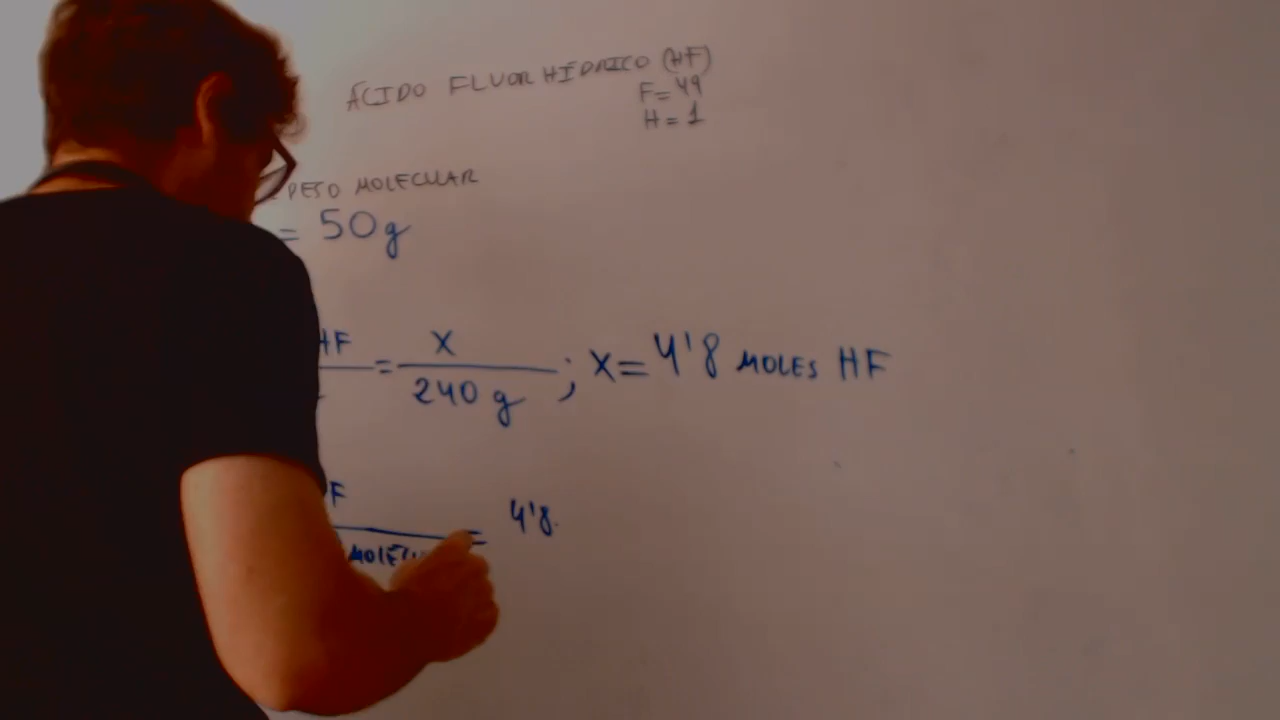 ÁCIDO FLUORHÍDRICO (HF)
F=49
H=1
PESO MOLECULAR
= 50g
HF = X / 240 g ; X= 4'8 MOLES HF
F = 4'8